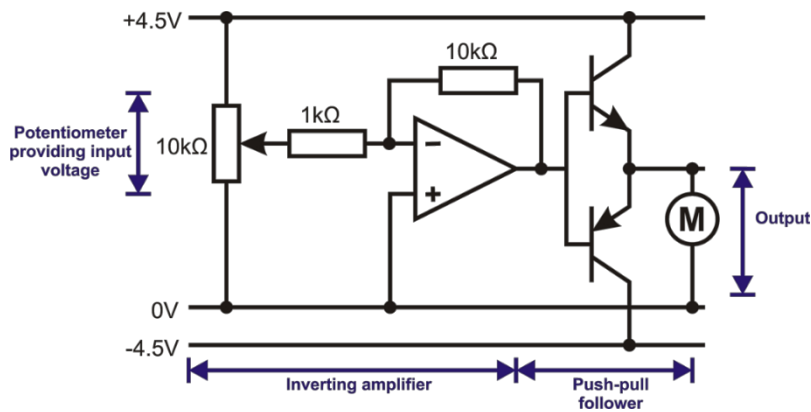 +4.5V
10kΩ
1kΩ
Potentiometer
providing input
voltage
10kΩ
−
+
M
Output
0V
-4.5V
Inverting amplifier
Push-pull
follower